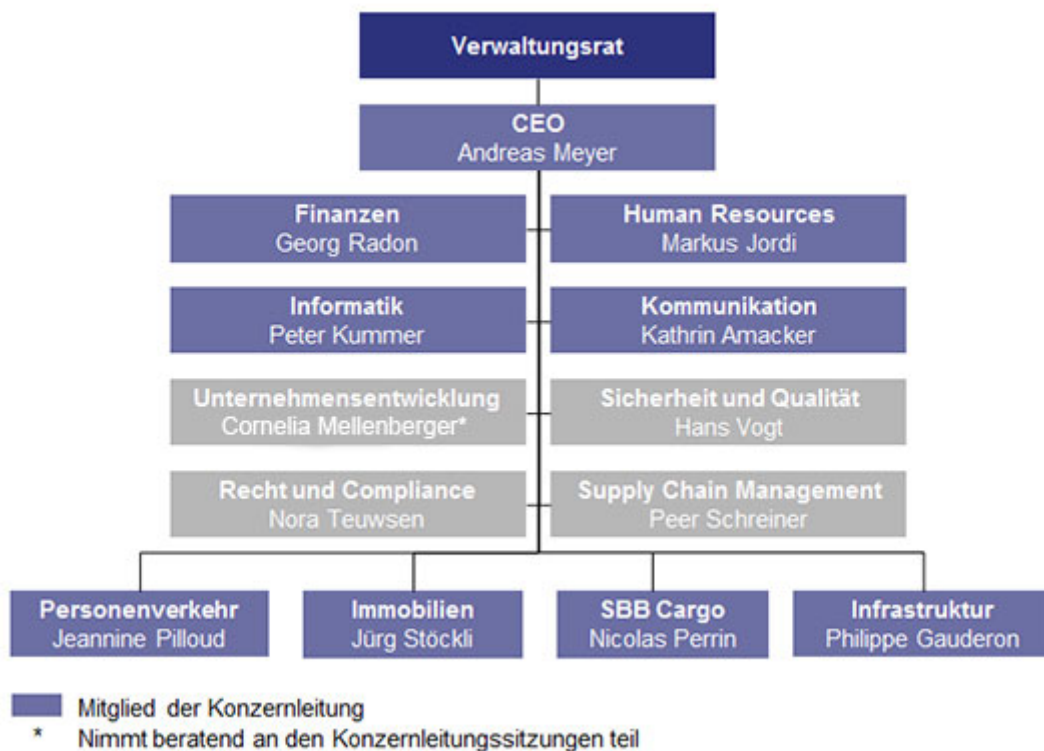 Verwaltungsrat
CEO
Andreas Meyer
Finanzen
Georg Radon
Human Resources
Markus Jordi
Informatik
Peter Kummer
Kommunikation
Kathrin Amacker
Unternehmensentwicklung
Cornelia Mellenberger*
Sicherheit und Qualität
Hans Vogt
Recht und Compliance
Nora Teuwsen
Supply Chain Management
Peer Schreiner
Personenverkehr
Jeannine Pilloud
Immobilien
Jürg Stöckli
SBB Cargo
Nicolas Perrin
Infrastruktur
Philippe Gauderon
Mitglied der Konzernleitung
* Nimmt beratend an den Konzernleitungssitzungen teil